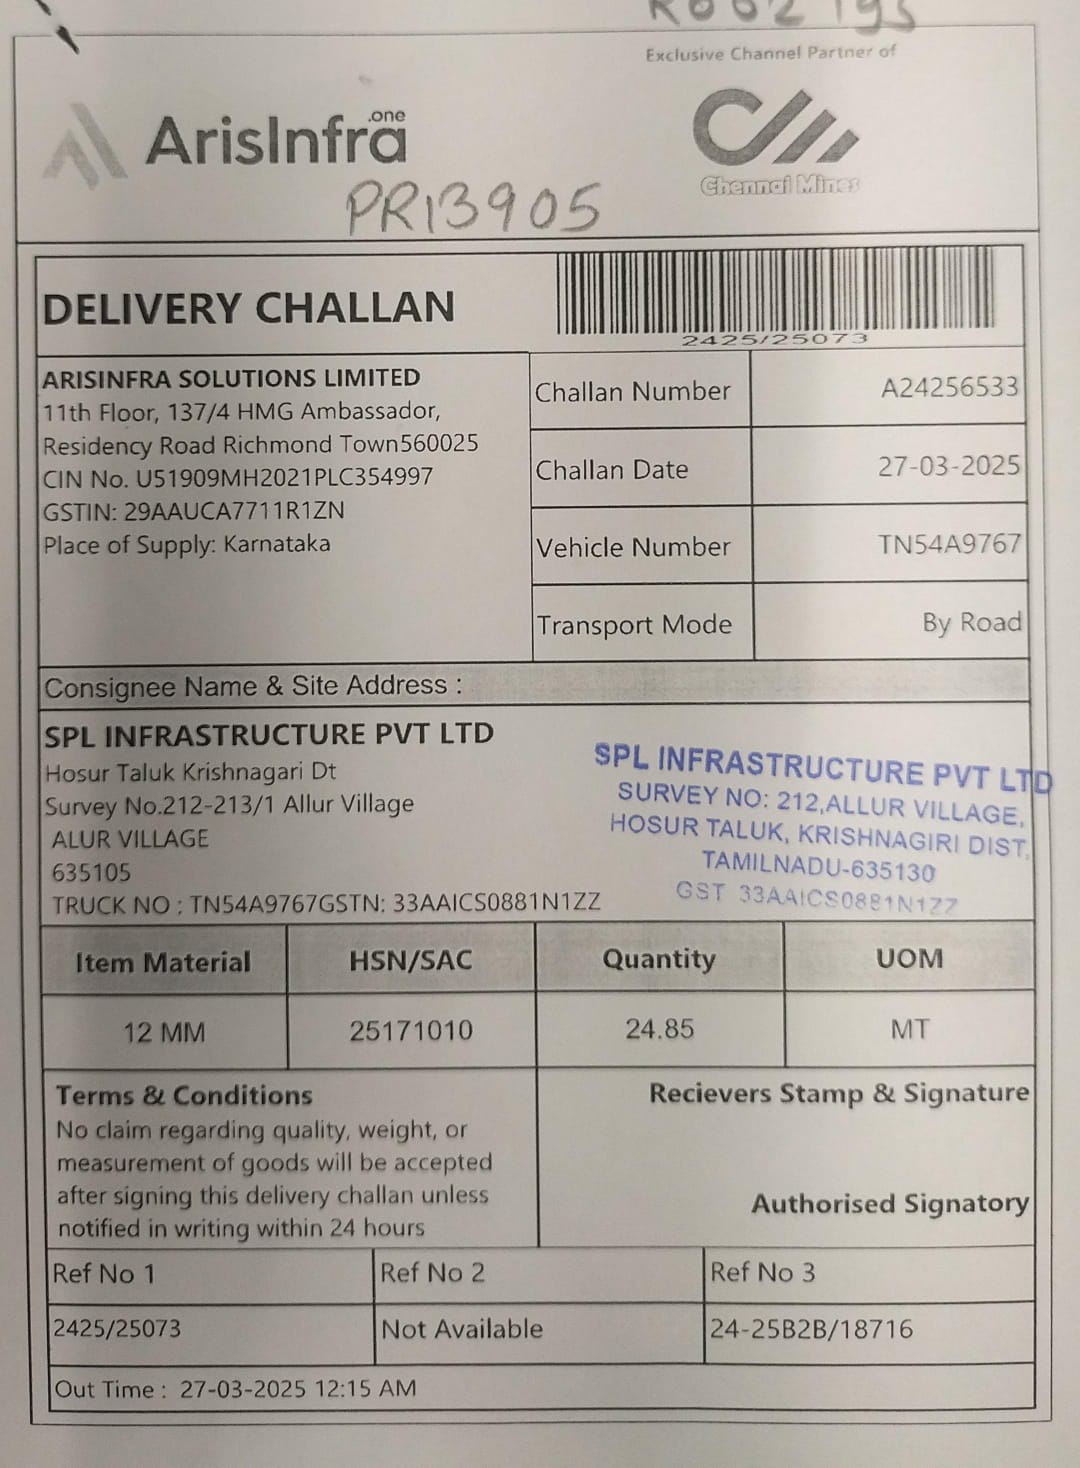 Exclusive Channel Partner of
ArisInfra
.one
Chennai Mines
PR13905
DELIVERY CHALLAN
2425/25073
ARISINFRA SOLUTIONS LIMITED
11th Floor, 137/4 HMG Ambassador,
Residency Road Richmond Town560025
CIN No. U51909MH2021PLC354997
GSTIN: 29AAUCA7711R1ZN
Place of Supply: Karnataka
Challan Number A24256533
Challan Date 27-03-2025
Vehicle Number TN54A9767
Transport Mode By Road
Consignee Name & Site Address :
SPL INFRASTRUCTURE PVT LTD
Hosur Taluk Krishnagari Dt
Survey No.212-213/1 Allur Village
ALUR VILLAGE
635105
TRUCK NO : TN54A9767GSTN: 33AAICS0881N1ZZ
SPL INFRASTRUCTURE PVT LTD
SURVEY NO: 212,ALLUR VILLAGE,
HOSUR TALUK, KRISHNAGIRI DIST,
TAMILNADU-635130
GST 33AAICS0881N1ZZ
Item Material HSN/SAC Quantity UOM
12 MM 25171010 24.85 MT
Terms & Conditions
No claim regarding quality, weight, or
measurement of goods will be accepted
after signing this delivery challan unless
notified in writing within 24 hours
Recievers Stamp & Signature
Authorised Signatory
Ref No 1 Ref No 2 Ref No 3
2425/25073 Not Available 24-25B2B/18716
Out Time : 27-03-2025 12:15 AM